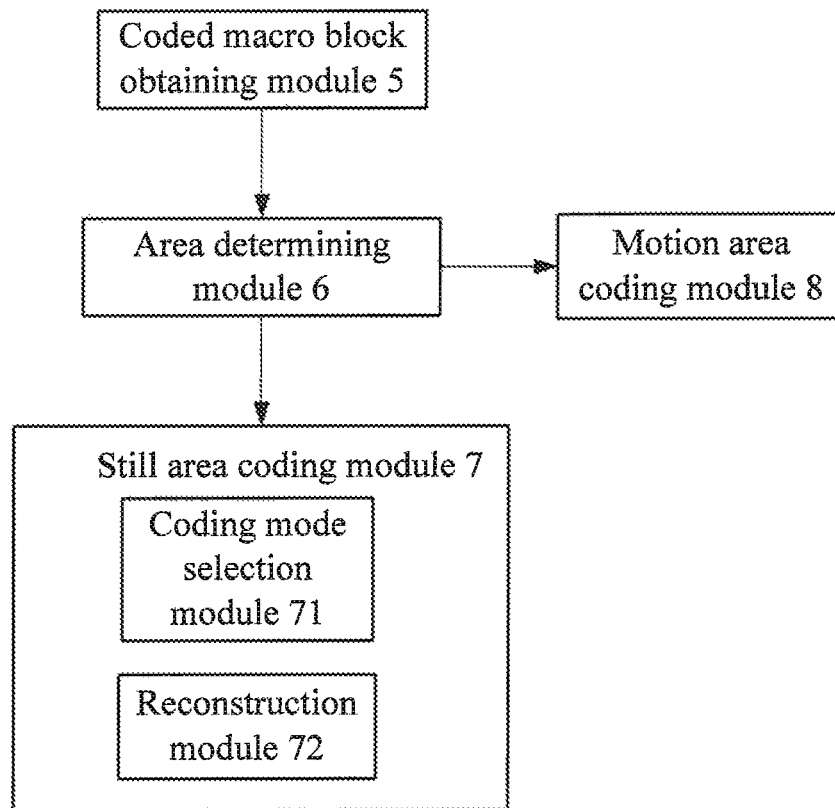 Coded macro block
obtaining module 5
Area determining
module 6
Motion area
coding module 8
Still area coding module 7
Coding mode
selection
module 71
Reconstruction
module 72